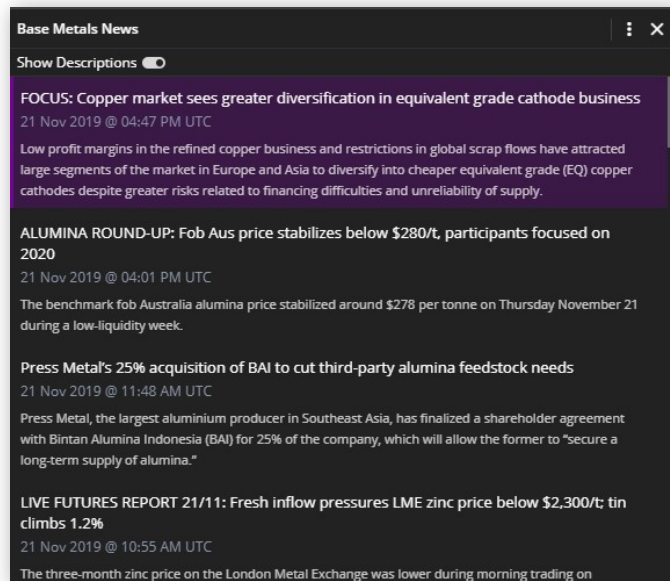 Base Metals News
Show Descriptions
FOCUS: Copper market sees greater diversification in equivalent grade cathode business
21 Nov 2019 @ 04:47 PM UTC
Low profit margins in the refined copper business and restrictions in global scrap flows have attracted
large segments of the market in Europe and Asia to diversify into cheaper equivalent grade (EQ) copper
cathodes despite greater risks related to financing difficulties and unreliability of supply.
ALUMINA ROUND-UP: Fob Aus price stabilizes below $280/t, participants focused on
2020
21 Nov 2019 @ 04:01 PM UTC
The benchmark fob Australia alumina price stabilized around $278 per tonne on Thursday November 21
during a low-liquidity week.
Press Metal’s 25% acquisition of BAI to cut third-party alumina feedstock needs
21 Nov 2019 @ 11:48 AM UTC
Press Metal, the largest aluminium producer in Southeast Asia, has finalized a shareholder agreement
with Bintan Alumina Indonesia (BAI) for 25% of the company, which will allow the former to “secure a
long-term supply of alumina.”
LIVE FUTURES REPORT 21/11: Fresh inflow pressures LME zinc price below $2,300/t; tin
climbs 1.2%
21 Nov 2019 @ 10:55 AM UTC
The three-month zinc price on the London Metal Exchange was lower during morning trading on